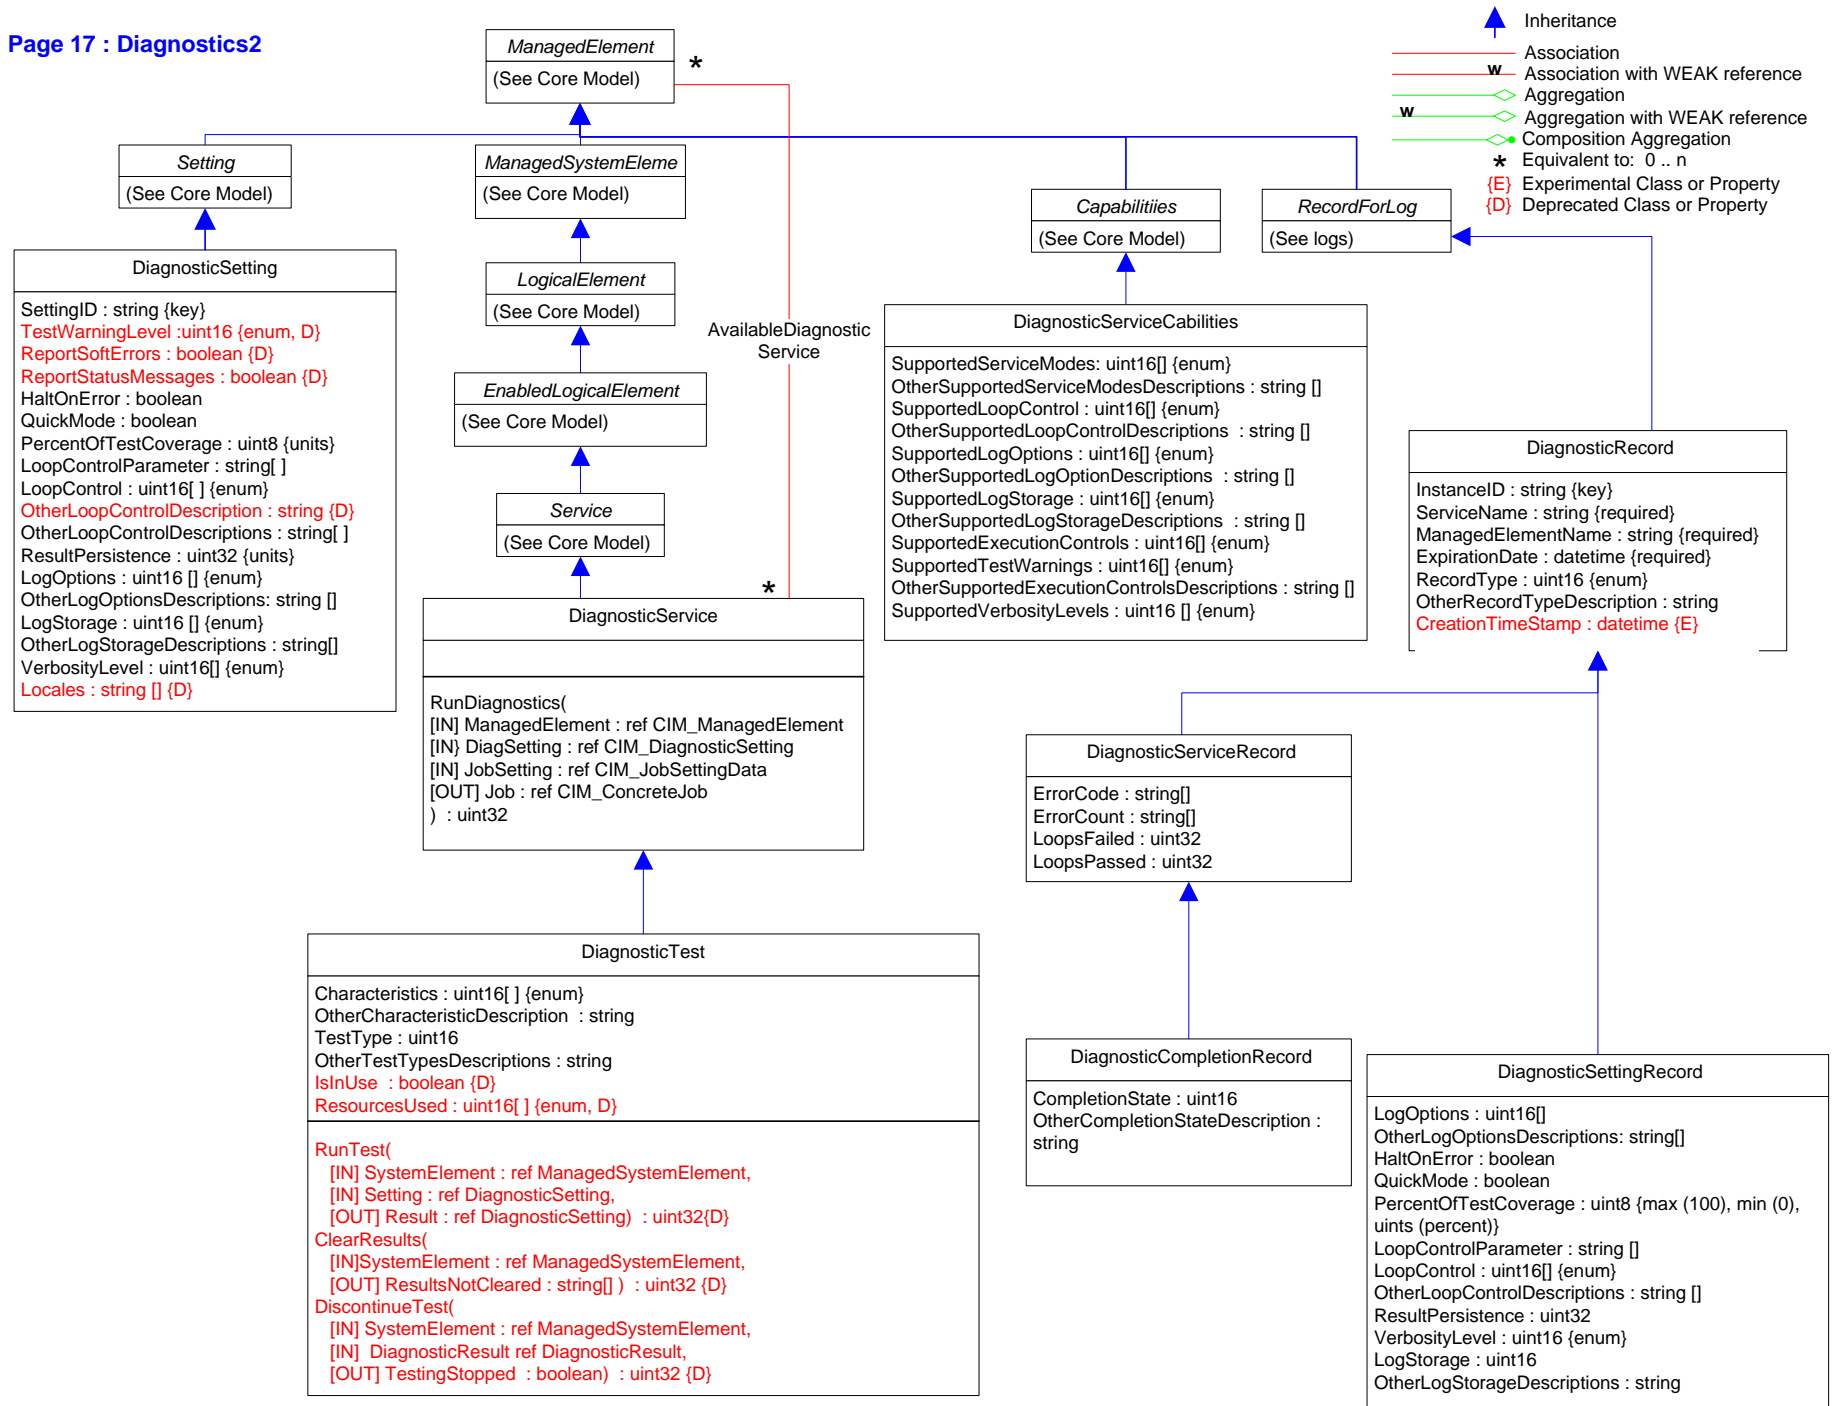 Page 17 : Diagnostics2
Inheritance
Association
w
Association with WEAK reference
Aggregation
w
Aggregation with WEAK reference
Composition Aggregation
* Equivalent to: 0 .. n
{E} Experimental Class or Property
{D} Deprecated Class or Property
ManagedElement
(See Core Model)
*
Setting
(See Core Model)
ManagedSystemEleme
(See Core Model)
Capabilitiies
(See Core Model)
RecordForLog
(See logs)
LogicalElement
(See Core Model)
EnabledLogicalElement
(See Core Model)
Service
(See Core Model)
AvailableDiagnostic
Service
*
DiagnosticSetting
SettingID : string {key}
TestWarningLevel :uint16 {enum, D}
ReportSoftErrors : boolean {D}
ReportStatusMessages : boolean {D}
HaltOnError : boolean
QuickMode : boolean
PercentOfTestCoverage : uint8 {units}
LoopControlParameter : string[ ]
LoopControl : uint16[ ] {enum}
OtherLoopControlDescription : string {D}
OtherLoopControlDescriptions : string[ ]
ResultPersistence : uint32 {units}
LogOptions : uint16 [] {enum}
OtherLogOptionsDescriptions: string []
LogStorage : uint16 [] {enum}
OtherLogStorageDescriptions : string[]
VerbosityLevel : uint16[] {enum}
Locales : string [] {D}
DiagnosticService
RunDiagnostics(
[IN] ManagedElement : ref CIM_ManagedElement
[IN} DiagSetting : ref CIM_DiagnosticSetting
[IN] JobSetting : ref CIM_JobSettingData
[OUT] Job : ref CIM_ConcreteJob
) : uint32
DiagnosticServiceCabilities
SupportedServiceModes: uint16[] {enum}
OtherSupportedServiceModesDescriptions : string []
SupportedLoopControl : uint16[] {enum}
OtherSupportedLoopControlDescriptions : string []
SupportedLogOptions : uint16[] {enum}
OtherSupportedLogOptionDescriptions : string []
SupportedLogStorage : uint16[] {enum}
OtherSupportedLogStorageDescriptions : string []
SupportedExecutionControls : uint16[] {enum}
SupportedTestWarnings : uint16[] {enum}
OtherSupportedExecutionControlsDescriptions : string []
SupportedVerbosityLevels : uint16 [] {enum}
DiagnosticRecord
InstanceID : string {key}
ServiceName : string {required}
ManagedElementName : string {required}
ExpirationDate : datetime {required}
RecordType : uint16 {enum}
OtherRecordTypeDescription : string
CreationTimeStamp : datetime {E}
DiagnosticServiceRecord
ErrorCode : string[]
ErrorCount : string[]
LoopsFailed : uint32
LoopsPassed : uint32
DiagnosticTest
Characteristics : uint16[ ] {enum}
OtherCharacteristicDescription : string
TestType : uint16
OtherTestTypesDescriptions : string
IsInUse : boolean {D}
ResourcesUsed : uint16[ ] {enum, D}
RunTest(
[IN] SystemElement : ref ManagedSystemElement,
[IN] Setting : ref DiagnosticSetting,
[OUT] Result : ref DiagnosticSetting) : uint32{D}
ClearResults(
[IN]SystemElement : ref ManagedSystemElement,
[OUT] ResultsNotCleared : string[] ) : uint32 {D}
DiscontinueTest(
[IN] SystemElement : ref ManagedSystemElement,
[IN] DiagnosticResult ref DiagnosticResult,
[OUT] TestingStopped : boolean) : uint32 {D}
DiagnosticCompletionRecord
CompletionState : uint16
OtherCompletionStateDescription :
string
DiagnosticSettingRecord
LogOptions : uint16[]
OtherLogOptionsDescriptions: string[]
HaltOnError : boolean
QuickMode : boolean
PercentOfTestCoverage : uint8 {max (100), min (0),
uints (percent)}
LoopControlParameter : string []
LoopControl : uint16[] {enum}
OtherLoopControlDescriptions : string []
ResultPersistence : uint32
VerbosityLevel : uint16 {enum}
LogStorage : uint16
OtherLogStorageDescriptions : string